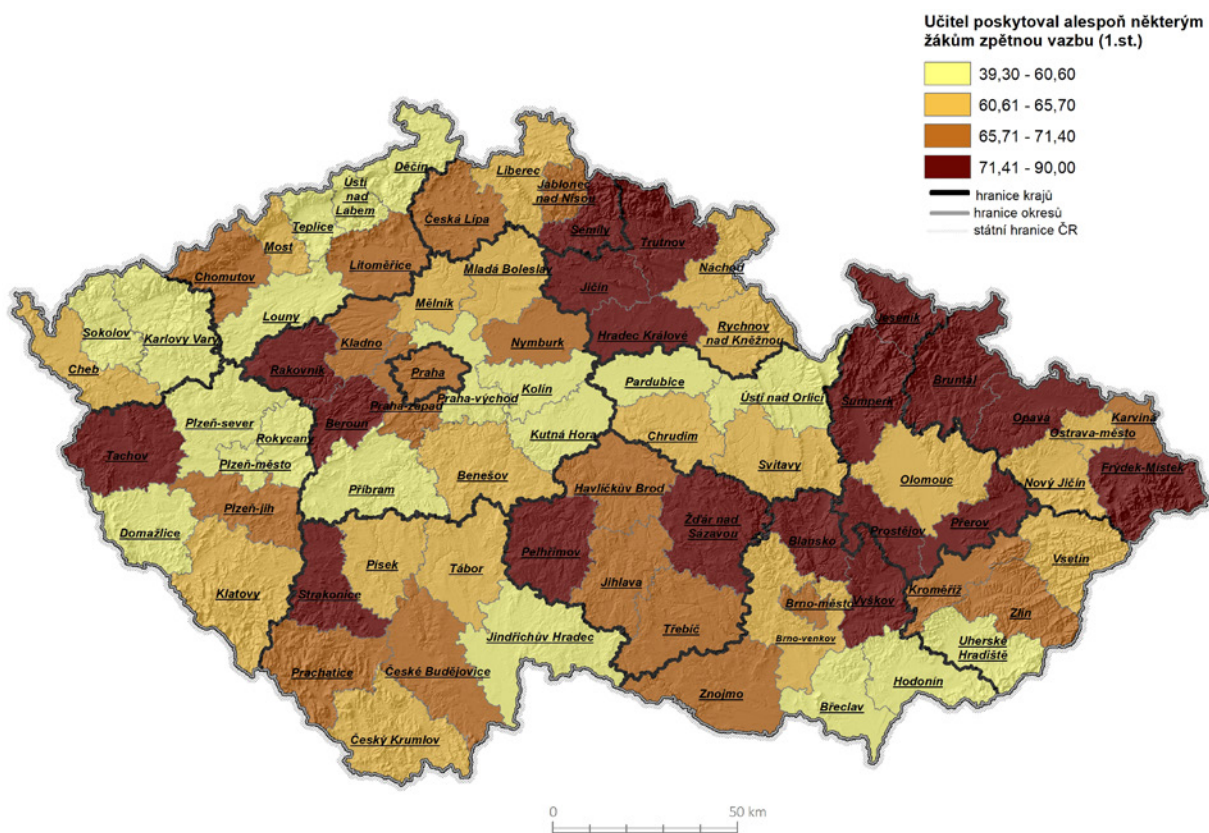 Učitel poskytoval alespoň některým
žákům zpětnou vazbu (1.st.)
39,30 - 60,60
60,61 - 65,70
65,71 - 71,40
71,41 - 90,00
hranice krajů
hranice okresů
státní hranice ČR
Děčín
Liberec
Ústí
nad
Labem
Jablonec
nad Nisou
Česká Lípa
Teplice
Semily
Trutnov
Most
Litoměřice
Chomutov
Mladá Boleslav
Náchod
Jičín
Mělník
Louny
Sokolov
Karlovy Vary
Kladno
Nymburk
Hradec Králové
Rychnov
nad Kněžnou
Jeseník
Cheb
Rakovník
Praha
Kolín
Pardubice
Bruntál
Praha-západ
Praha-východ
Ústí nad Orlicí
Šumperk
Opava
Karviná
Beroun
Plzeň-sever
Rokycany
Kutná Hora
Chrudim
Ostrava-město
Tachov
Plzeň-město
Benešov
Svitavy
Frýdek-Místek
Příbram
Havlíčkův Brod
Olomouc
Nový Jičín
Plzeň-jih
Domažlice
Žďár nad
Sázavou
Prostějov
Přerov
Pelhřimov
Blansko
Vsetín
Písek
Tábor
Jihlava
Klatovy
Strakonice
Brno-město
Vyškov
Kroměříž
Zlín
Třebíč
Jindřichův Hradec
Brno-venkov
Uherské
Hradiště
Prachatice
České Budějovice
Hodonín
Znojmo
Břeclav
Český Krumlov
0
50 km